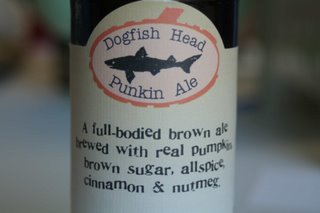 Dogfish Head
Punkin Ale
A full-bodied brown ale
brewed with real pumpkin,
brown sugar, allspice,
cinnamon & nutmeg.